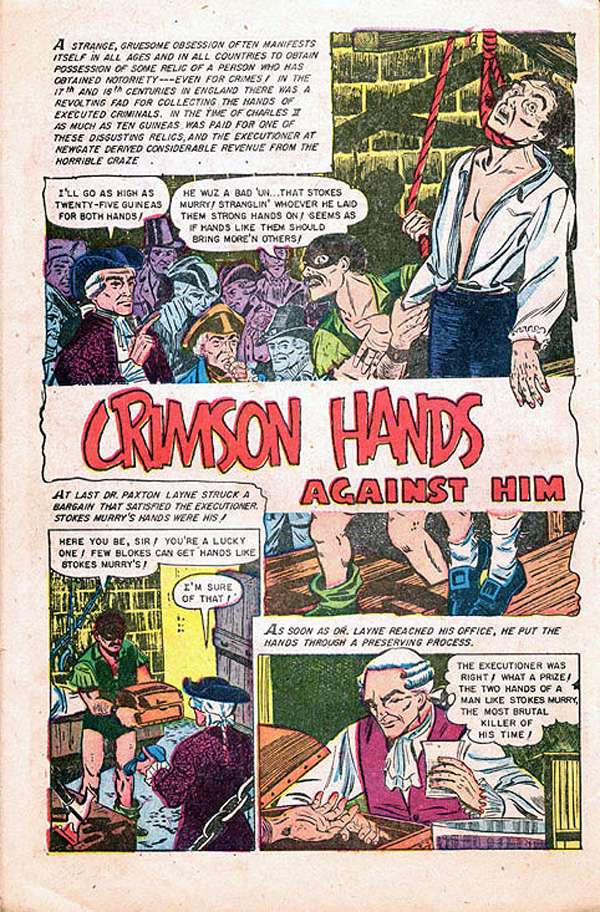 A STRANGE, GRUESOME OBSESSION OFTEN MANIFESTS
ITSELF IN ALL AGES AND IN ALL COUNTRIES TO OBTAIN
POSSESSION OF SOME RELIC OF A PERSON WHO HAS
OBTAINED NOTORIETY---EVEN FOR CRIMES! IN THE
17th AND 18th CENTURIES IN ENGLAND THERE WAS A
REVOLTING FAD FOR COLLECTING THE HANDS OF
EXECUTED CRIMINALS. IN THE TIME OF CHARLES II
AS MUCH AS TEN GUINEAS WAS PAID FOR ONE OF
THESE DISGUSTING RELICS, AND THE EXECUTIONER AT
NEWGATE DERIVED CONSIDERABLE REVENUE FROM THE
HORRIBLE CRAZE . . . . . .
I'LL GO AS HIGH AS
TWENTY-FIVE GUINEAS
FOR BOTH HANDS!
HE WUZ A BAD 'UN...THAT STOKES
MURRY! STRANGLIN' WHOEVER HE LAID
THEM STRONG HANDS ON! SEEMS AS
IF HANDS LIKE THEM SHOULD
BRING MORE'N OTHERS!
CRIMSON HANDS
AGAINST HIM
AT LAST DR. PAXTON LAYNE STRUCK A
BARGAIN THAT SATISFIED THE EXECUTIONER.
STOKES MURRY'S HANDS WERE HIS!
HERE YOU BE, SIR! YOU'RE A LUCKY
ONE! FEW BLOKES CAN GET HANDS LIKE
STOKES MURRY'S!
I'M SURE
OF THAT!
AS SOON AS DR. LAYNE REACHED HIS OFFICE, HE PUT THE
HANDS THROUGH A PRESERVING PROCESS.
THE EXECUTIONER WAS
RIGHT! WHAT A PRIZE!
THE TWO HANDS OF A
MAN LIKE STOKES MURRY,
THE MOST BRUTAL
KILLER OF
HIS TIME!